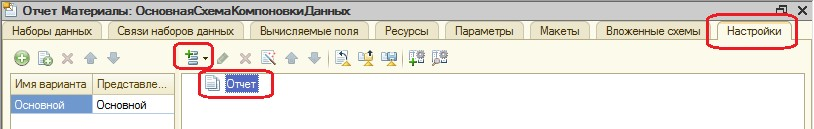 Отчет Материалы: ОсновнаяСхемаКомпоновкиДанных
Наборы данных Связи наборов данных Вычисляемые поля Ресурсы Параметры Макеты Вложенные схемы Настройки
Имя варианта Представле...
Основной Основной
Отчет